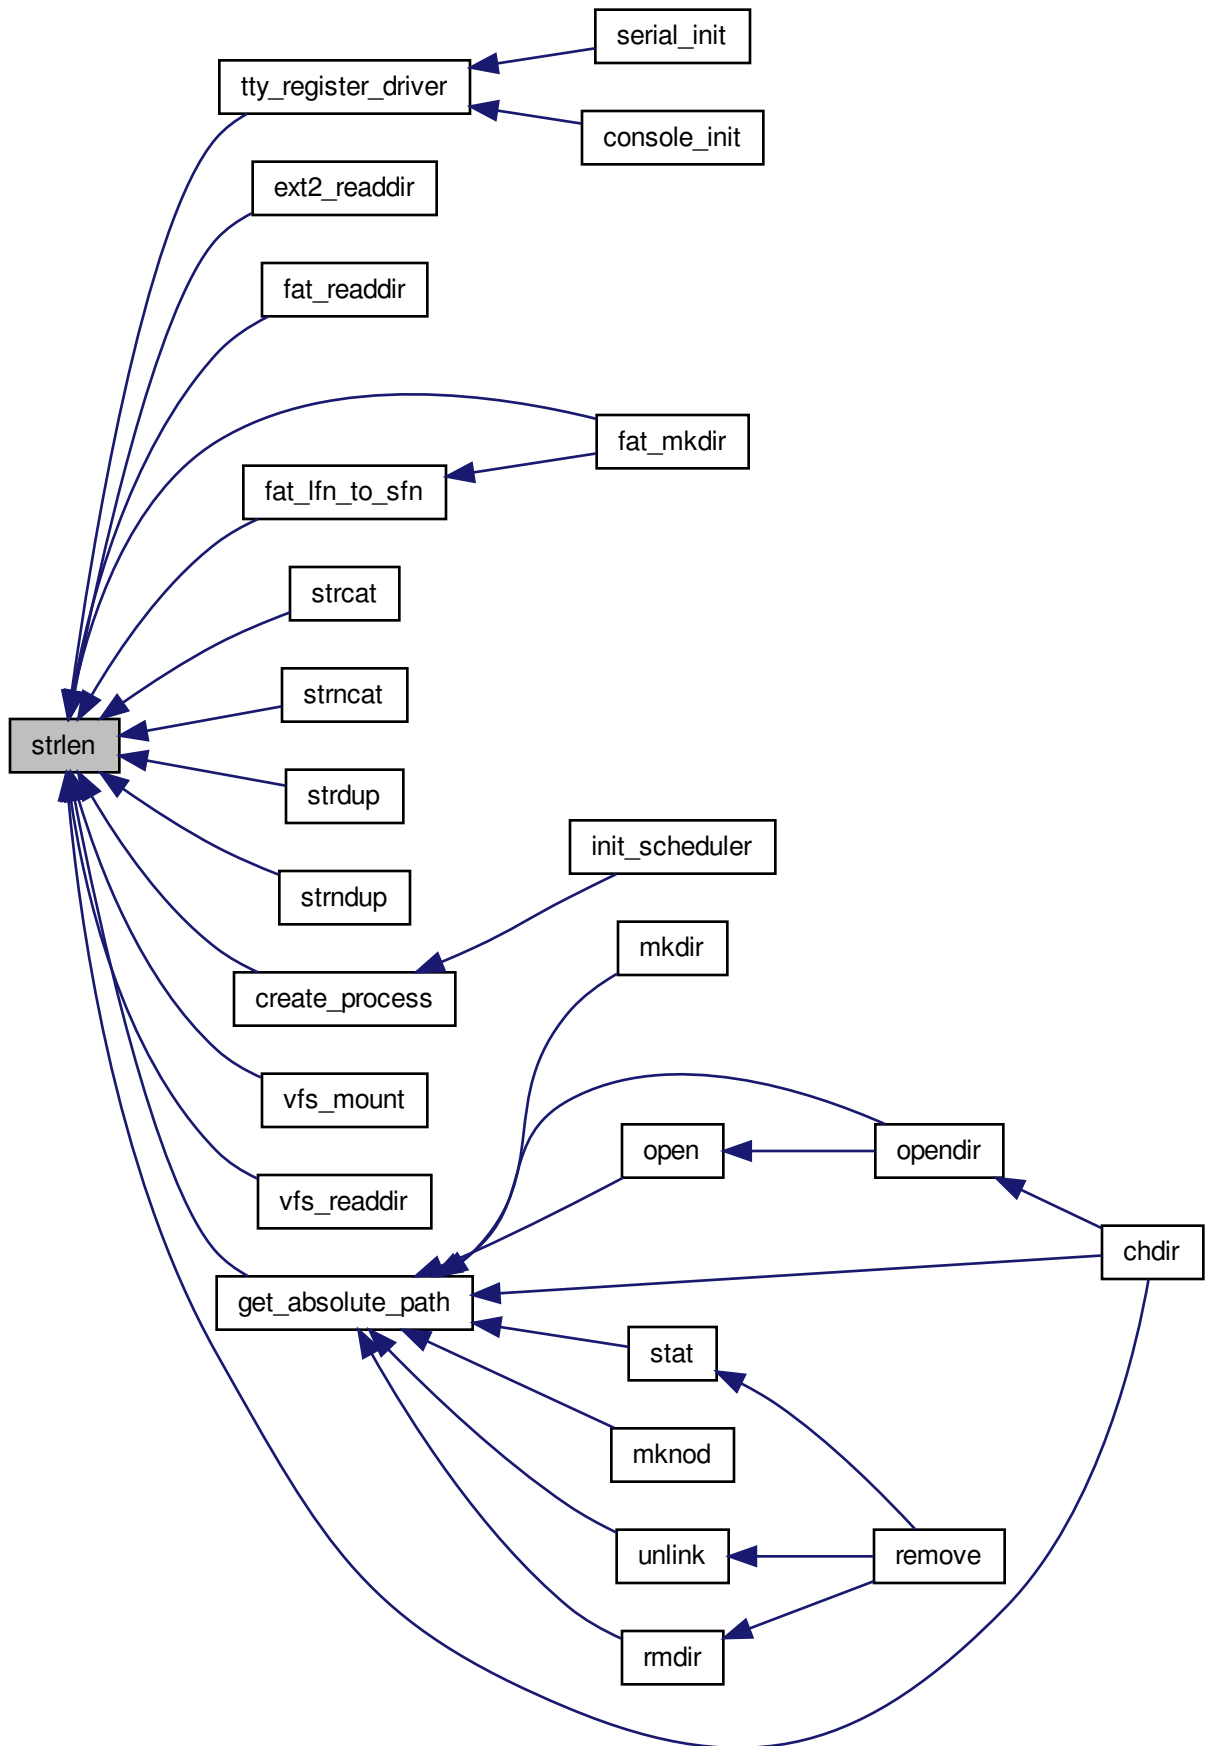 serial_init
tty_register_driver
console_init
ext2_readdir
fat_readdir
fat_mkdir
fat_lfn_to_sfn
strcat
strncat
strlen
strdup
init_scheduler
strndup
mkdir
create_process
vfs_mount
open
opendir
vfs_readdir
chdir
get_absolute_path
stat
mknod
unlink
remove
rmdir